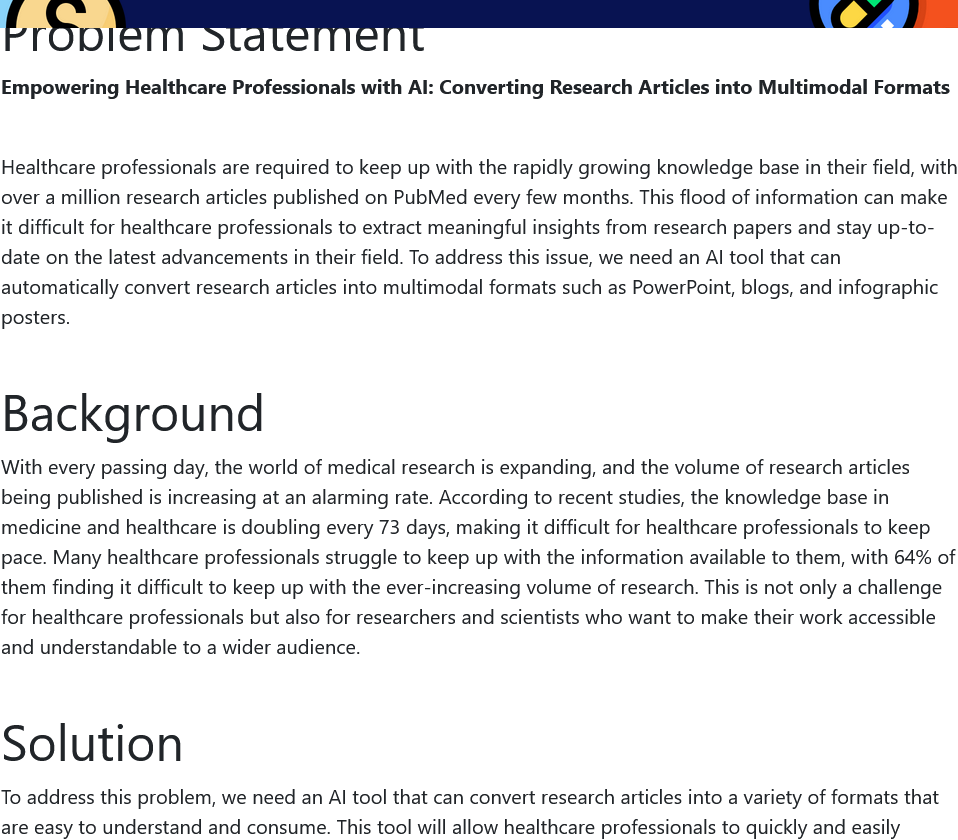 Problem Statement
Empowering Healthcare Professionals with AI: Converting Research Articles into Multimodal Formats
Healthcare professionals are required to keep up with the rapidly growing knowledge base in their field, with
over a million research articles published on PubMed every few months. This flood of information can make
it difficult for healthcare professionals to extract meaningful insights from research papers and stay up-to-
date on the latest advancements in their field. To address this issue, we need an AI tool that can
automatically convert research articles into multimodal formats such as PowerPoint, blogs, and infographic
posters.
Background
With every passing day, the world of medical research is expanding, and the volume of research articles
being published is increasing at an alarming rate. According to recent studies, the knowledge base in
medicine and healthcare is doubling every 73 days, making it difficult for healthcare professionals to keep
pace. Many healthcare professionals struggle to keep up with the information available to them, with 64% of
them finding it difficult to keep up with the ever-increasing volume of research. This is not only a challenge
for healthcare professionals but also for researchers and scientists who want to make their work accessible
and understandable to a wider audience.
Solution
To address this problem, we need an AI tool that can convert research articles into a variety of formats that
are easy to understand and consume. This tool will allow healthcare professionals to quickly and easily